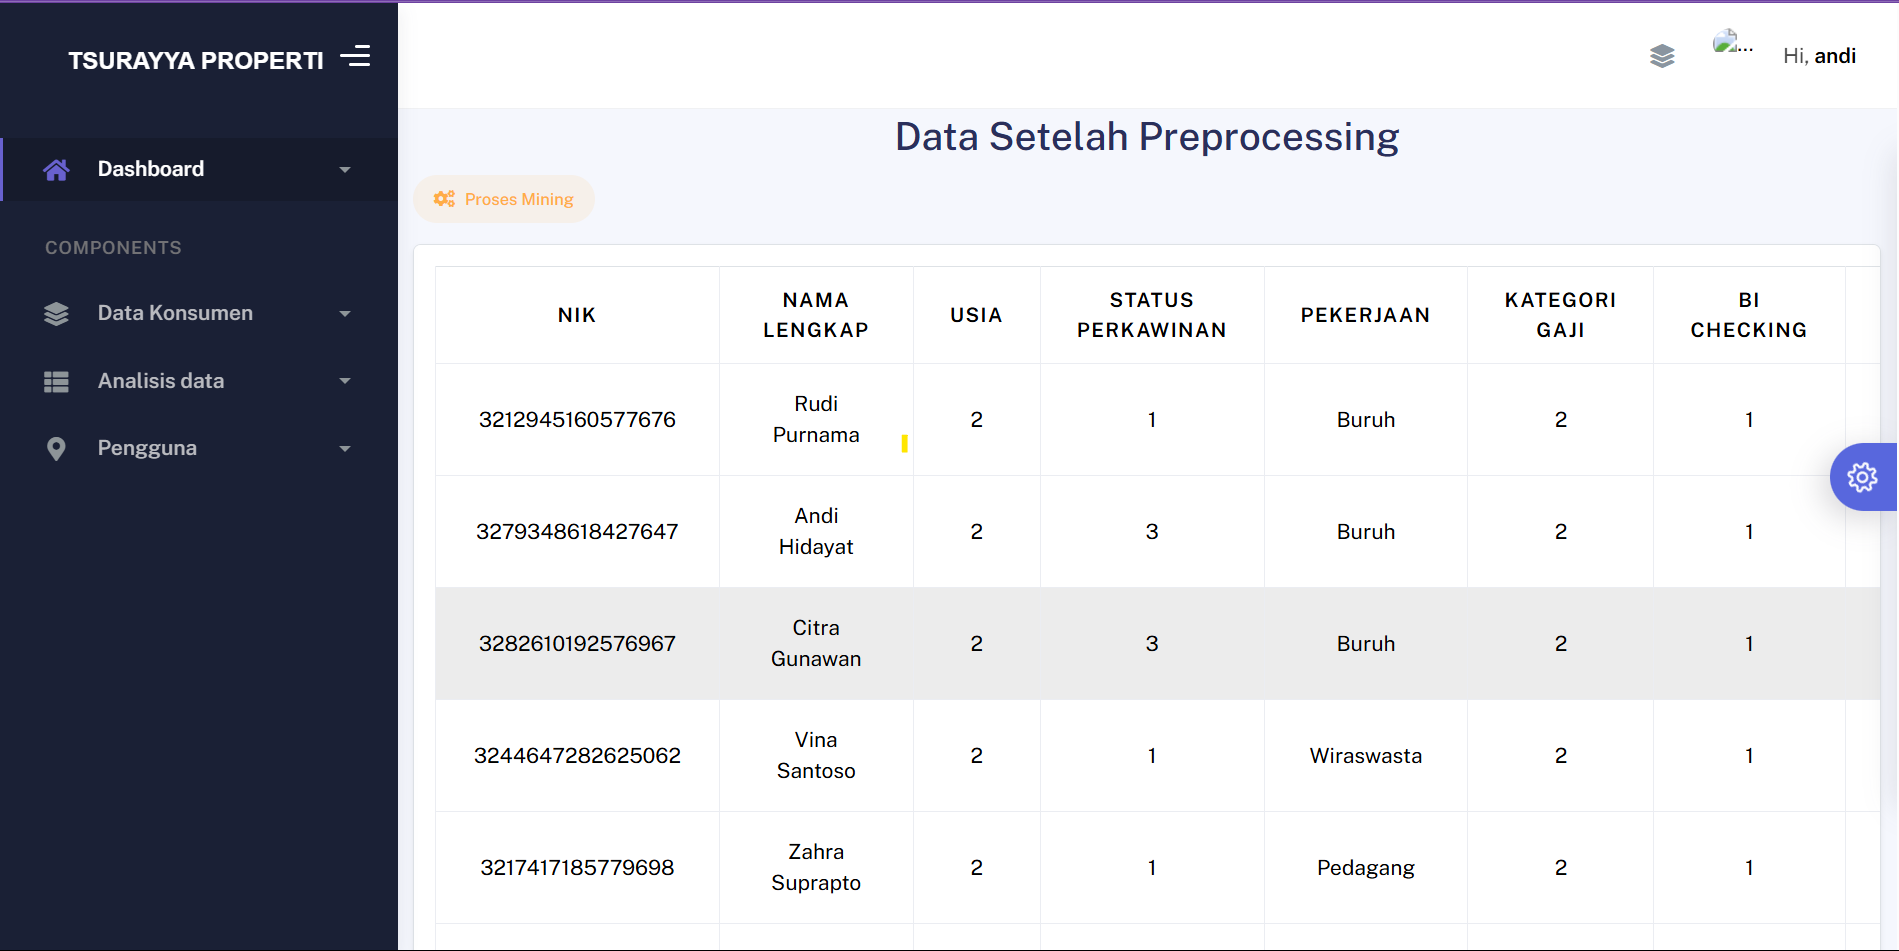 TSURAYYA PROPERTI
...
Hi, andi
Dashboard
COMPONENTS
Data Konsumen
Analisis data
Pengguna
Data Setelah Preprocessing
Proses Mining
NIK NAMA LENGKAP USIA STATUS PERKAWINAN PEKERJAAN KATEGORI GAJI BI CHECKING
3212945160577676 Rudi Purnama 2 1 Buruh 2 1
3279348618427647 Andi Hidayat 2 3 Buruh 2 1
3282610192576967 Citra Gunawan 2 3 Buruh 2 1
3244647282625062 Vina Santoso 2 1 Wiraswasta 2 1
3217417185779698 Zahra Suprapto 2 1 Pedagang 2 1